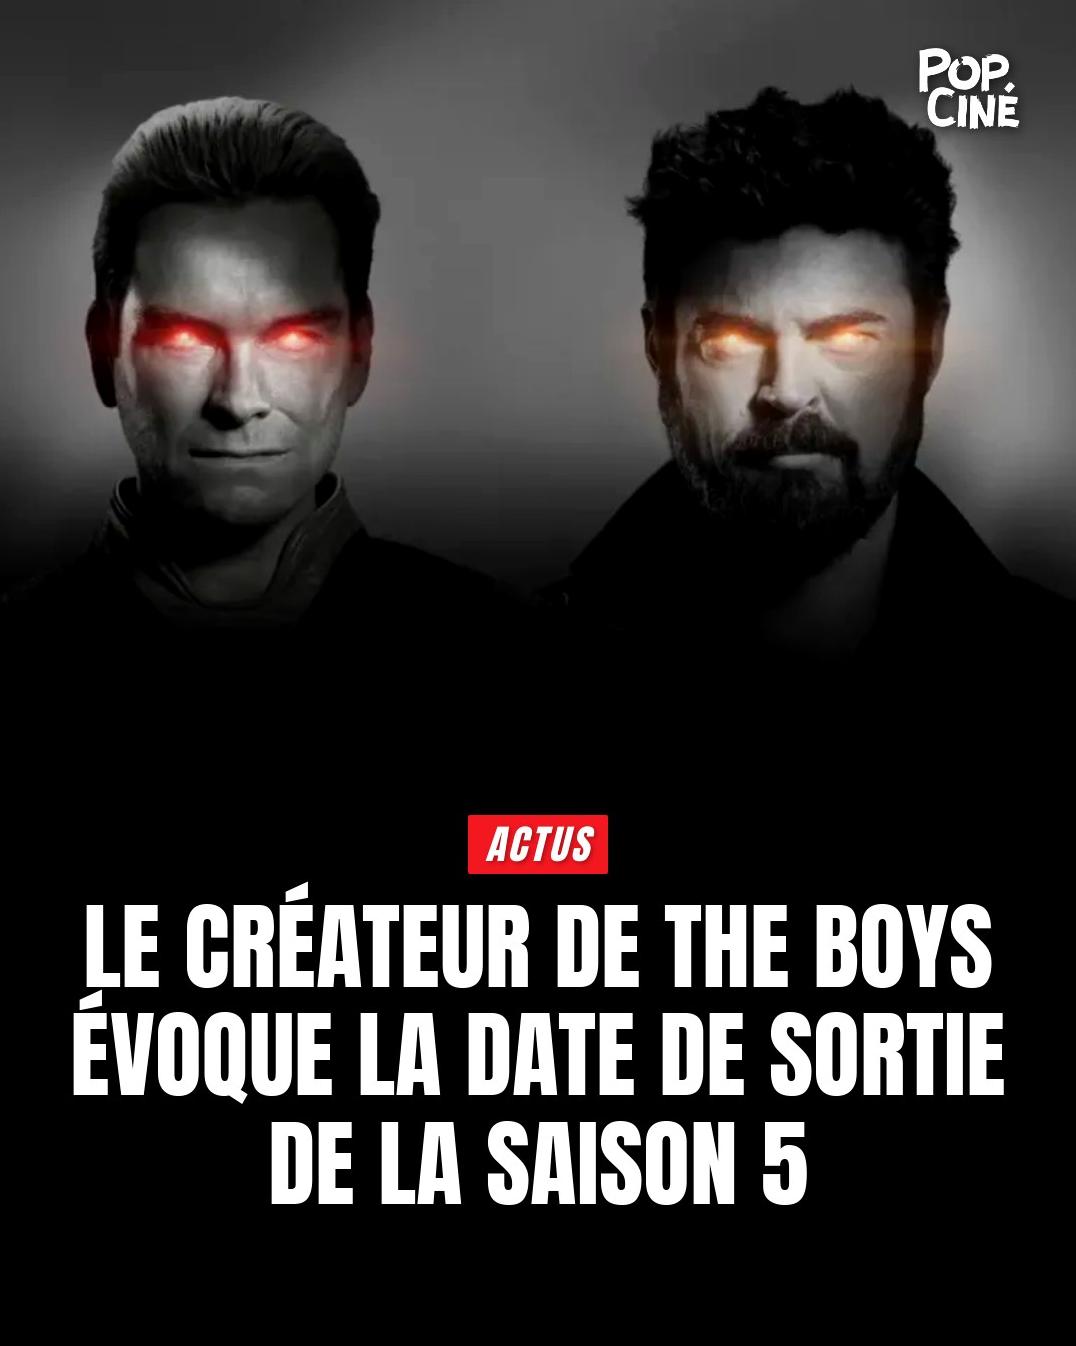 POP.
CINÉ
ACTUS
LE CRÉATEUR DE THE BOYS
ÉVOQUE LA DATE DE SORTIE
DE LA SAISON 5